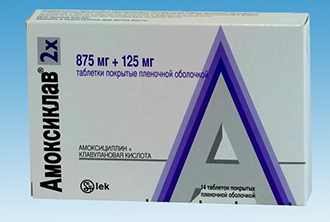 Амоксиклав® 2х
875 мг + 125 мг
таблетки покрытые пленочной оболочкой
АМОКСИЦИЛЛИН +
КЛАВУЛАНОВАЯ КИСЛОТА
lek
14 таблеток покрытых
пленочной оболочкой